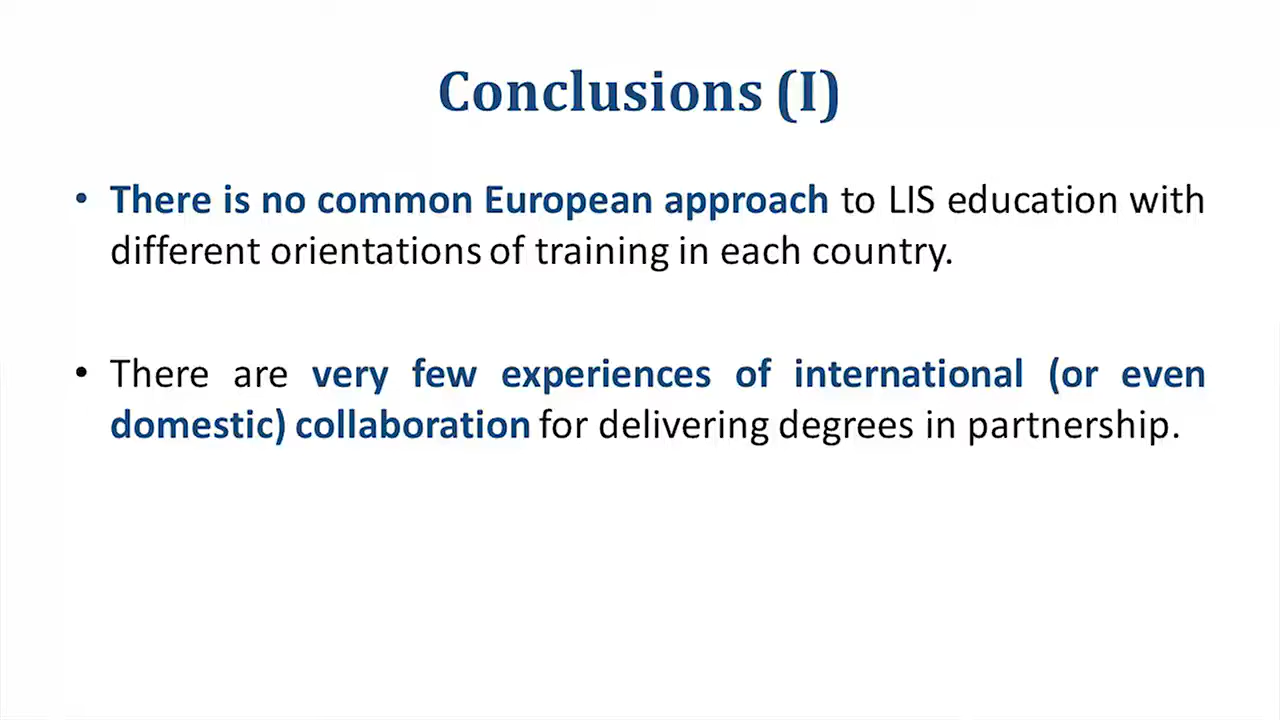 Conclusions (I)
• There is no common European approach to LIS education with
different orientations of training in each country.
• There are very few experiences of international (or even
domestic) collaboration for delivering degrees in partnership.